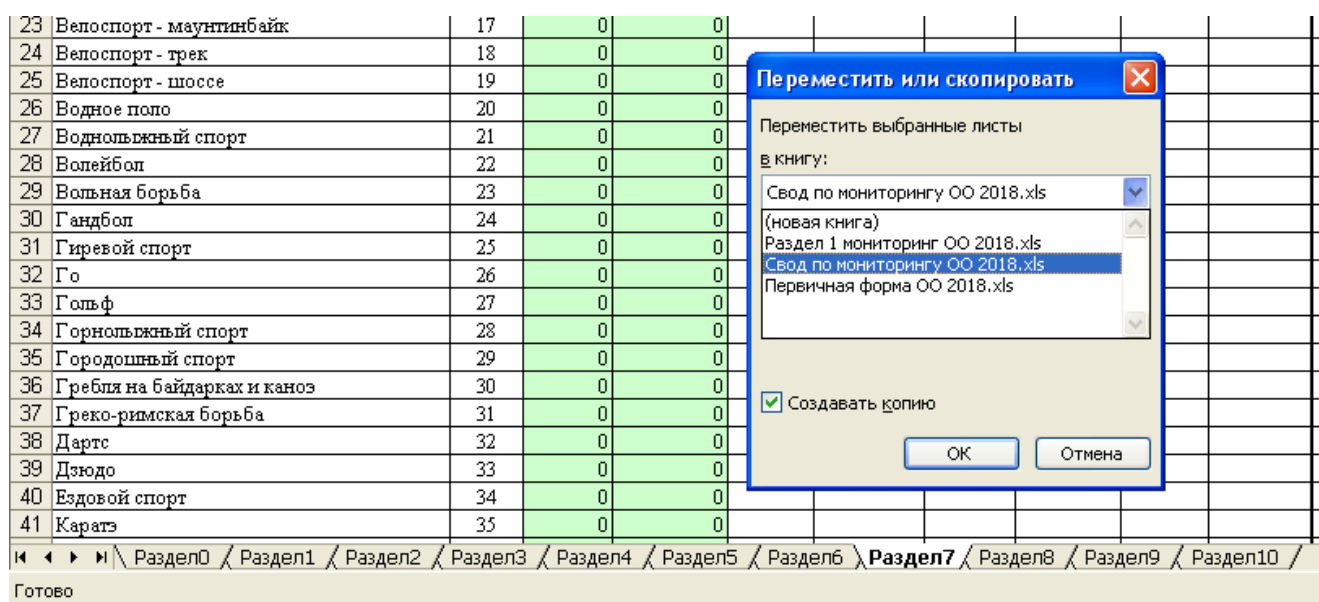 23 Велоспорт - маунтинбайк 17 0 0
24 Велоспорт - трек 18 0 0
25 Велоспорт - шоссе 19 0 0
26 Водное поло 20 0 0
27 Воднолыжный спорт 21 0 0
28 Волейбол 22 0 0
29 Вольная борьба 23 0 0
30 Гандбол 24 0 0
31 Гиревой спорт 25 0 0
32 Го 26 0 0
33 Гольф 27 0 0
34 Горнолыжный спорт 28 0 0
35 Городошный спорт 29 0 0
36 Гребля на байдарках и каноэ 30 0 0
37 Греко-римская борьба 31 0 0
38 Дартс 32 0 0
39 Дзюдо 33 0 0
40 Ездовой спорт 34 0 0
41 Каратэ 35 0 0
Переместить или скопировать
Переместить выбранные листы
в книгу:
Свод по мониторингу ОО 2018.xls
(новая книга)
Раздел 1 мониторинг ОО 2018.xls
Свод по мониторингу ОО 2018.xls
Первичная форма ОО 2018.xls
Создавать копию
ОК Отмена
Раздел0 Раздел1 Раздел2 Раздел3 Раздел4 Раздел5 Раздел6 Раздел7 Раздел8 Раздел9 Раздел10
Готово